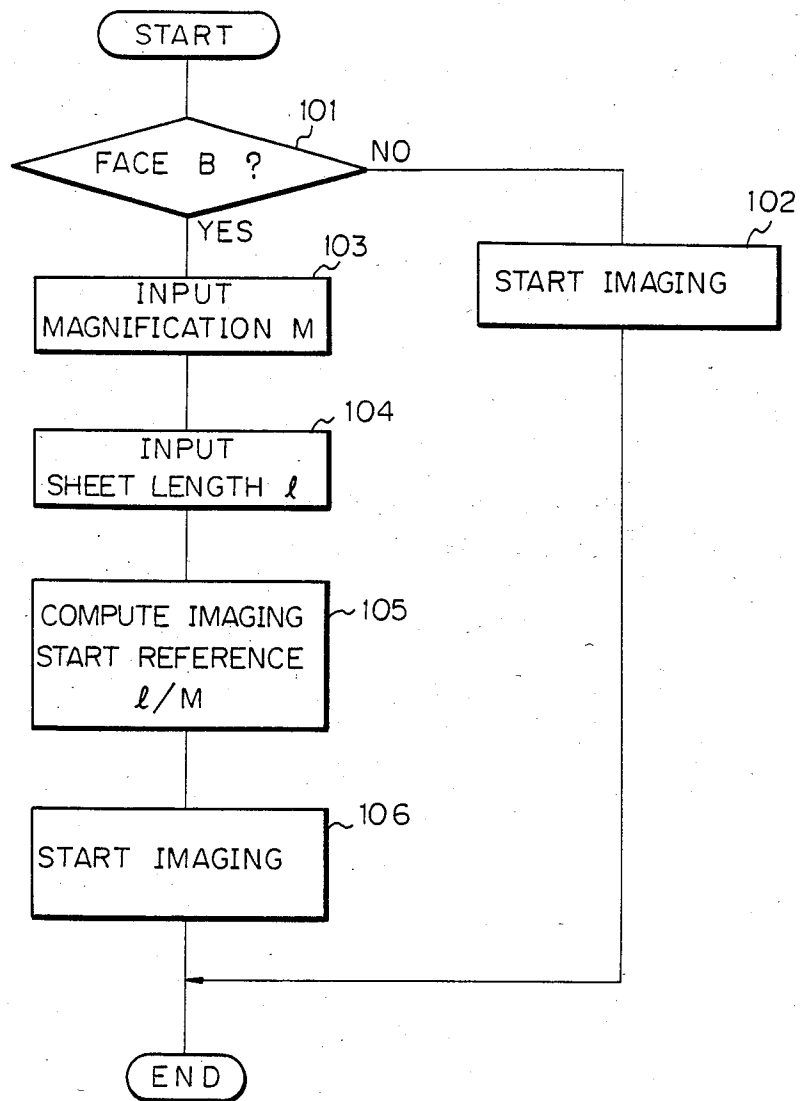 START
101
FACE B ?
NO
YES
102
START IMAGING
103
INPUT
MAGNIFICATION M
104
INPUT
SHEET LENGTH ℓ
COMPUTE IMAGING
START REFERENCE
ℓ/M
105
START IMAGING
106
END